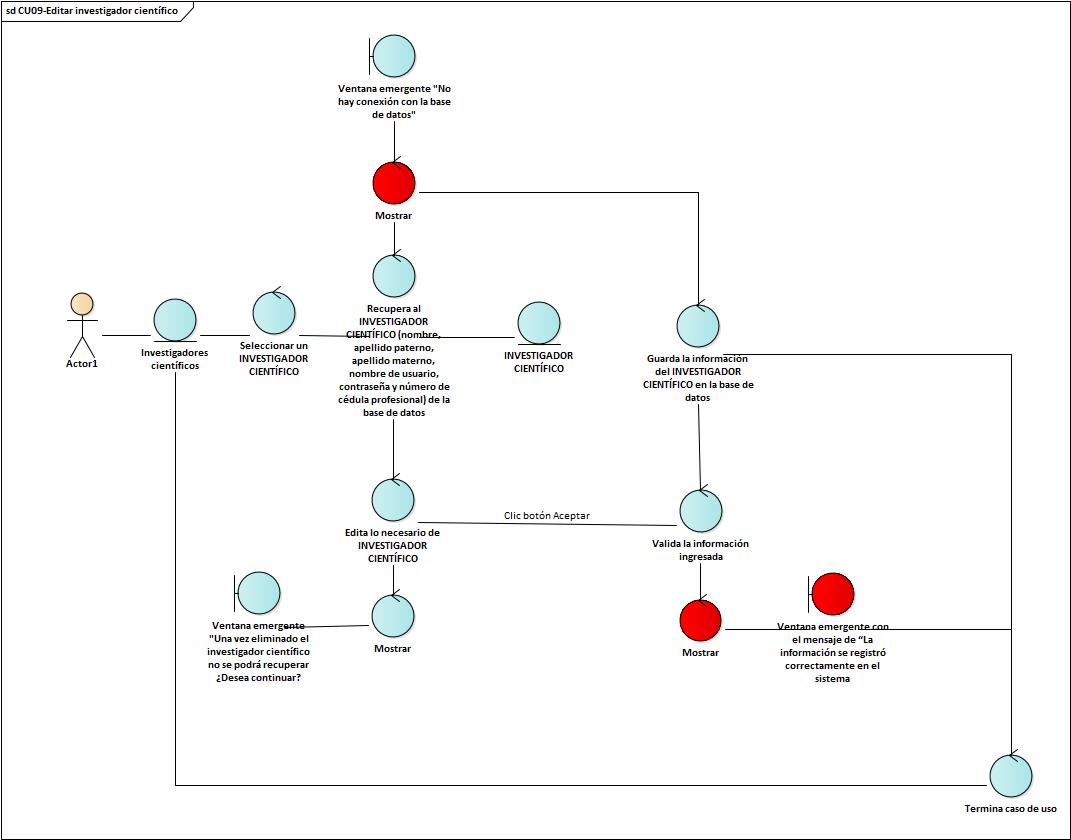 sd CU09-Editar investigador científico
Ventana emergente "No
hay conexión con la base
de datos"
Mostrar
Actor1
Investigadores
científicos
Seleccionar un
INVESTIGADOR
CIENTÍFICO
Recupera al
INVESTIGADOR
CIENTÍFICO (nombre,
apellido paterno,
apellido materno,
nombre de usuario,
contraseña y número de
cédula profesional) de la
base de datos
INVESTIGADOR
CIENTÍFICO
Guarda la información
del INVESTIGADOR
CIENTÍFICO en la base de
datos
Edita lo necesario de
INVESTIGADOR
CIENTÍFICO
Clic botón Aceptar
Valida la información
ingresada
Ventana emergente
"Una vez eliminado el
investigador científico
no se podrá recuperar
¿Desea continuar?
Mostrar
Mostrar
Ventana emergente con
el mensaje de “La
información se registró
correctamente en el
sistema
Termina caso de uso